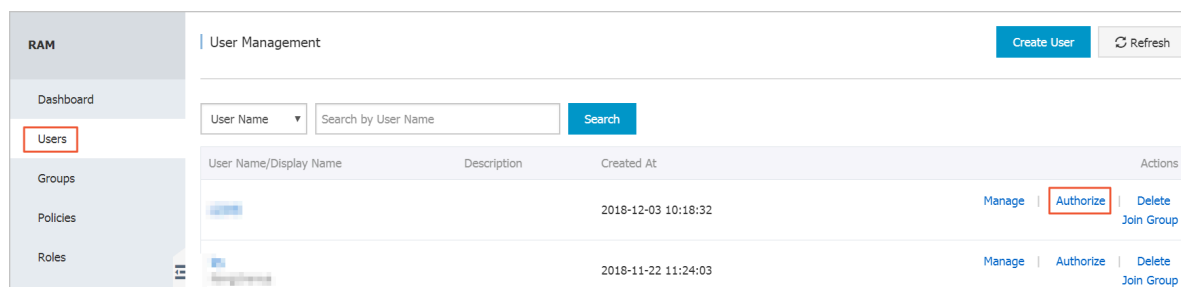 RAM
User Management
Create User
Refresh
Dashboard
User Name
Search by User Name
Search
Users
User Name/Display Name Description Created At Actions
Groups
Manage | Authorize | Delete
2018-12-03 10:18:32
Join Group
Policies
Roles
Manage | Authorize | Delete
2018-11-22 11:24:03
Join Group